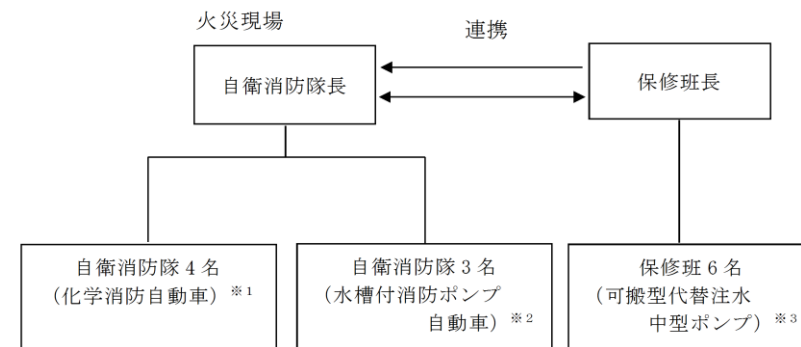 火災現場
連携
自衛消防隊長
保修班長
自衛消防隊4名
(化学消防自動車)※1
自衛消防隊3名
(水槽付消防ポンプ
自動車)※2
保修班6名
(可搬型代替注水
中型ポンプ)※3